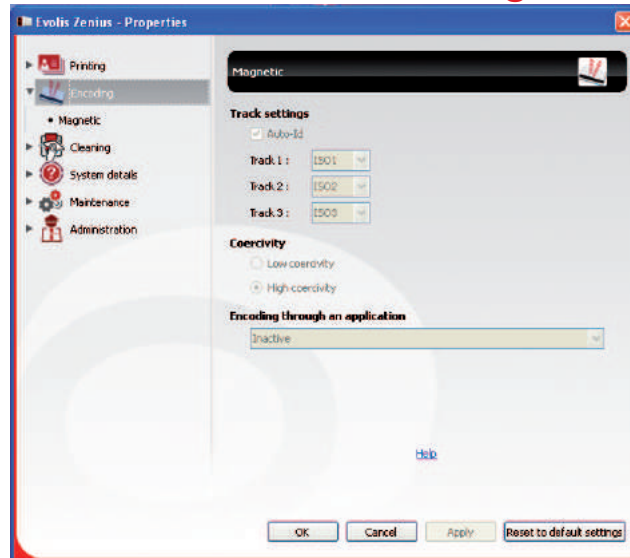 Evolis Zenius - Properties
Printing
Encoding
Magnetic
Cleaning
System details
Maintenance
Administration
Magnetic
Track settings
Auto-Id
Track 1 : ISO1
Track 2 : ISO2
Track 3 : ISO3
Coercivity
Low coercivity
High coercivity
Encoding through an application
Inactive
Help
OK Cancel Apply Reset to default settings